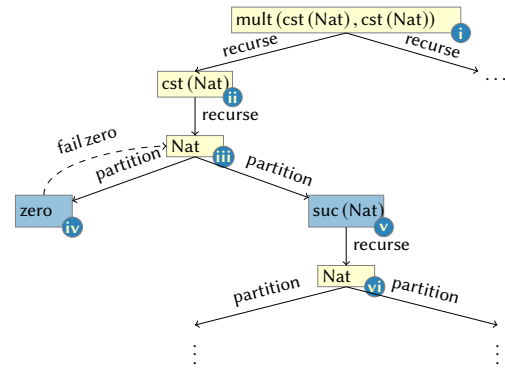 mult (cst (Nat) , cst (Nat))
i
recurse
recurse
...
cst (Nat)
ii
recurse
fail zero
Nat
iii
partition
partition
zero
iv
suc (Nat)
v
recurse
Nat
vi
partition
partition
⋮
⋮